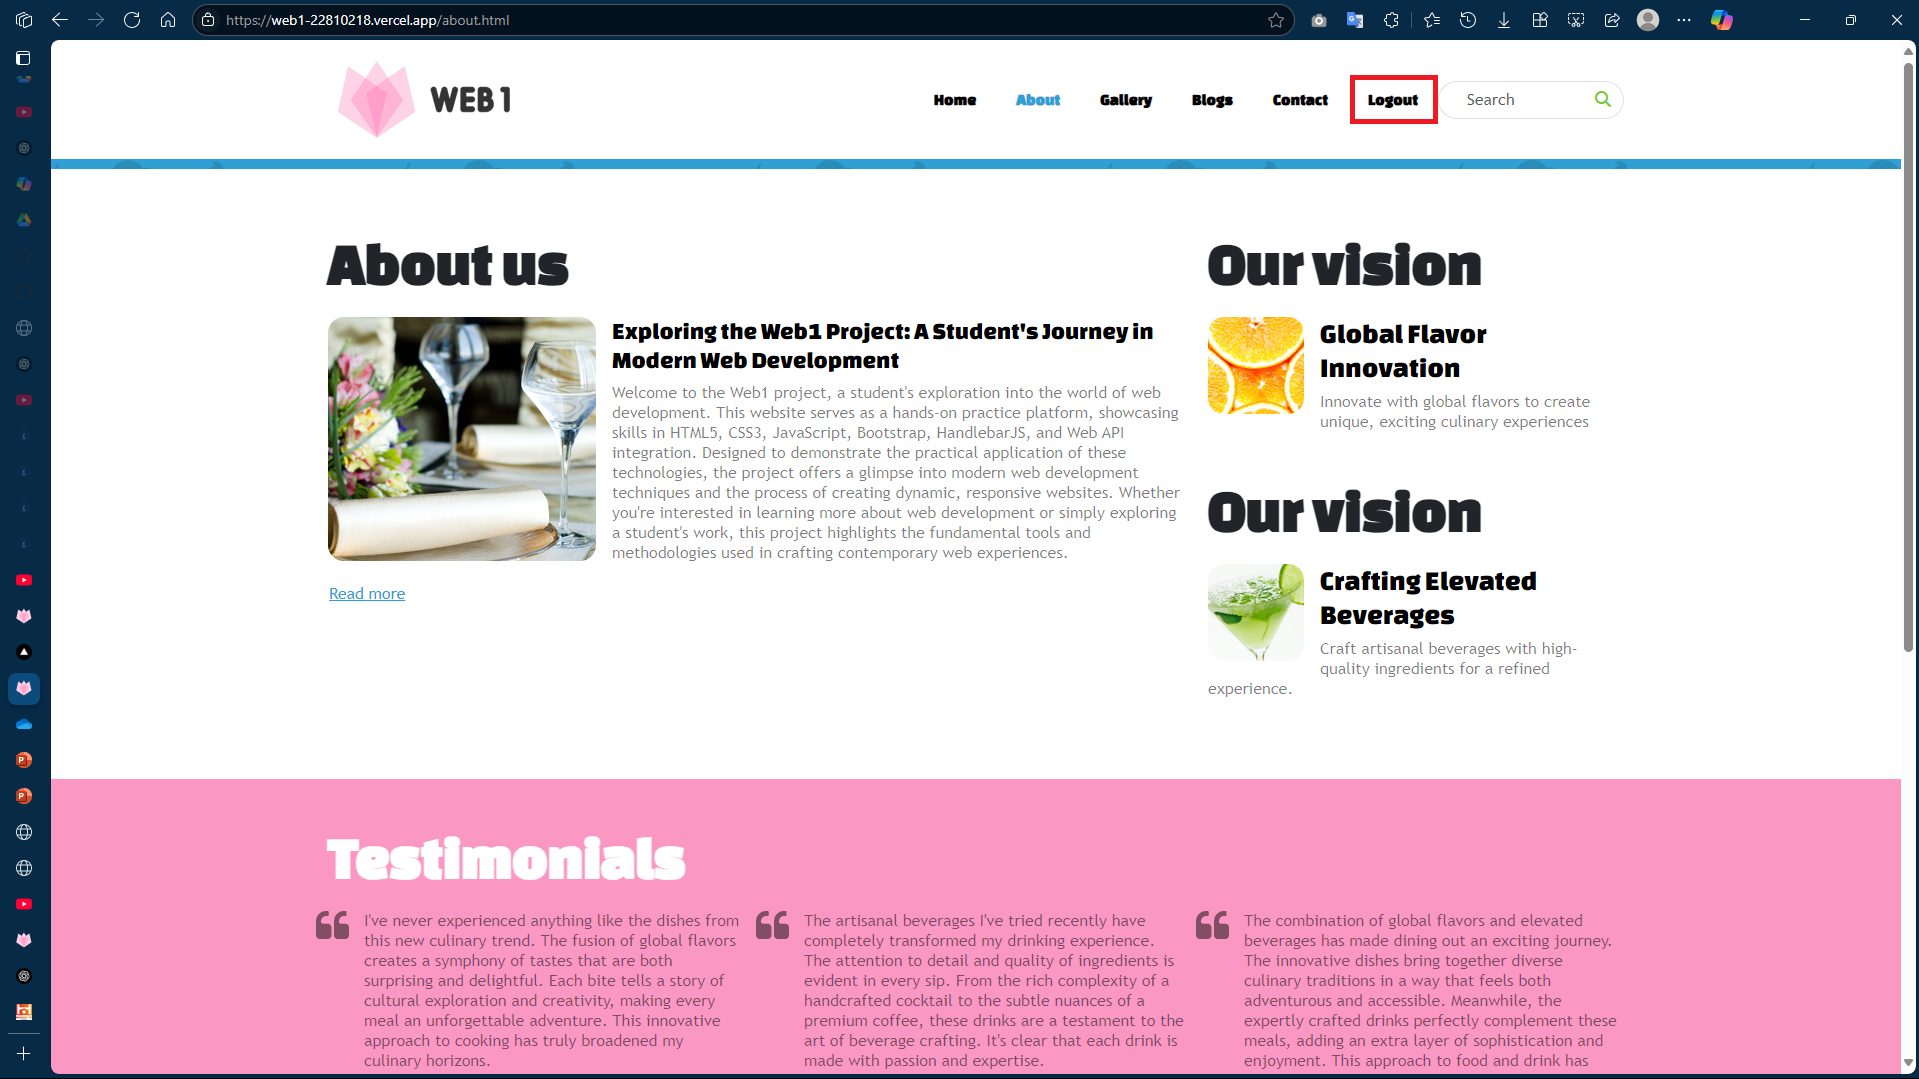 https://web1-22810218.vercel.app/about.html
WEB 1
Home About Gallery Blogs Contact Logout Search
About us
Exploring the Web1 Project: A Student's Journey in
Modern Web Development
Welcome to the Web1 project, a student's exploration into the world of web
development. This website serves as a hands-on practice platform, showcasing
skills in HTML5, CSS3, JavaScript, Bootstrap, HandlebarJS, and Web API
integration. Designed to demonstrate the practical application of these
technologies, the project offers a glimpse into modern web development
techniques and the process of creating dynamic, responsive websites. Whether
you're interested in learning more about web development or simply exploring
a student's work, this project highlights the fundamental tools and
methodologies used in crafting contemporary web experiences.
Read more
Our vision
Global Flavor
Innovation
Innovate with global flavors to create
unique, exciting culinary experiences
Our vision
Crafting Elevated
Beverages
Craft artisanal beverages with high-
quality ingredients for a refined
experience.
Testimonials
I've never experienced anything like the dishes from
this new culinary trend. The fusion of global flavors
creates a symphony of tastes that are both
surprising and delightful. Each bite tells a story of
cultural exploration and creativity, making every
meal an unforgettable adventure. This innovative
approach to cooking has truly broadened my
culinary horizons.
The artisanal beverages I've tried recently have
completely transformed my drinking experience.
The attention to detail and quality of ingredients is
evident in every sip. From the rich complexity of a
handcrafted cocktail to the subtle nuances of a
premium coffee, these drinks are a testament to the
art of beverage crafting. It's clear that each drink is
made with passion and expertise.
The combination of global flavors and elevated
beverages has made dining out an exciting journey.
The innovative dishes bring together diverse
culinary traditions in a way that feels both
adventurous and accessible. Meanwhile, the
expertly crafted drinks perfectly complement these
meals, adding an extra layer of sophistication and
enjoyment. This approach to food and drink has